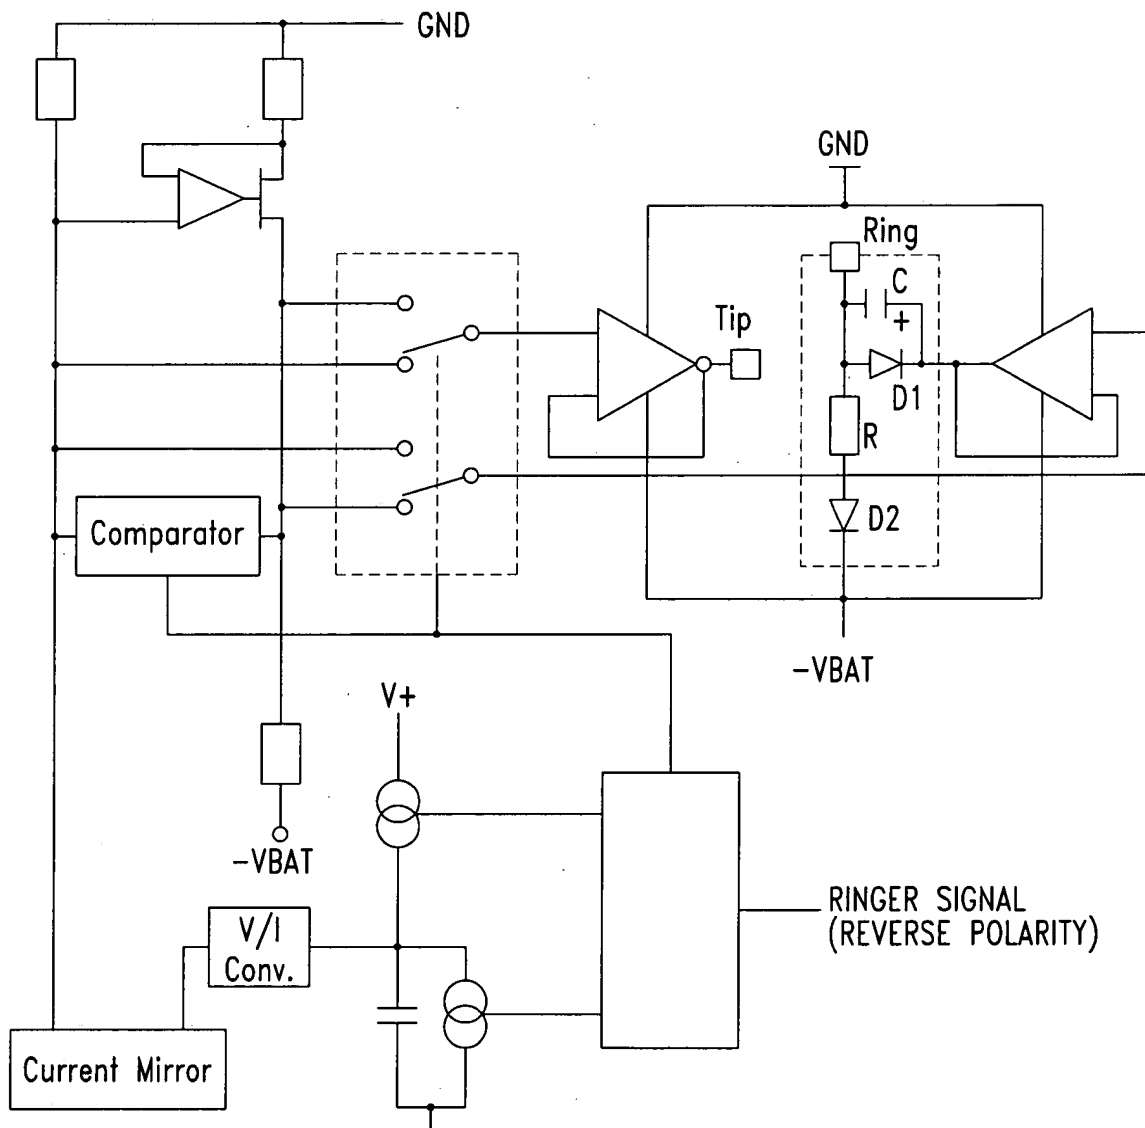 GND
GND
Ring
C
+
Tip
D1
R
D2
Comparator
-VBAT
V+
-VBAT
RINGER SIGNAL
(REVERSE POLARITY)
V/I
Conv.
Current Mirror